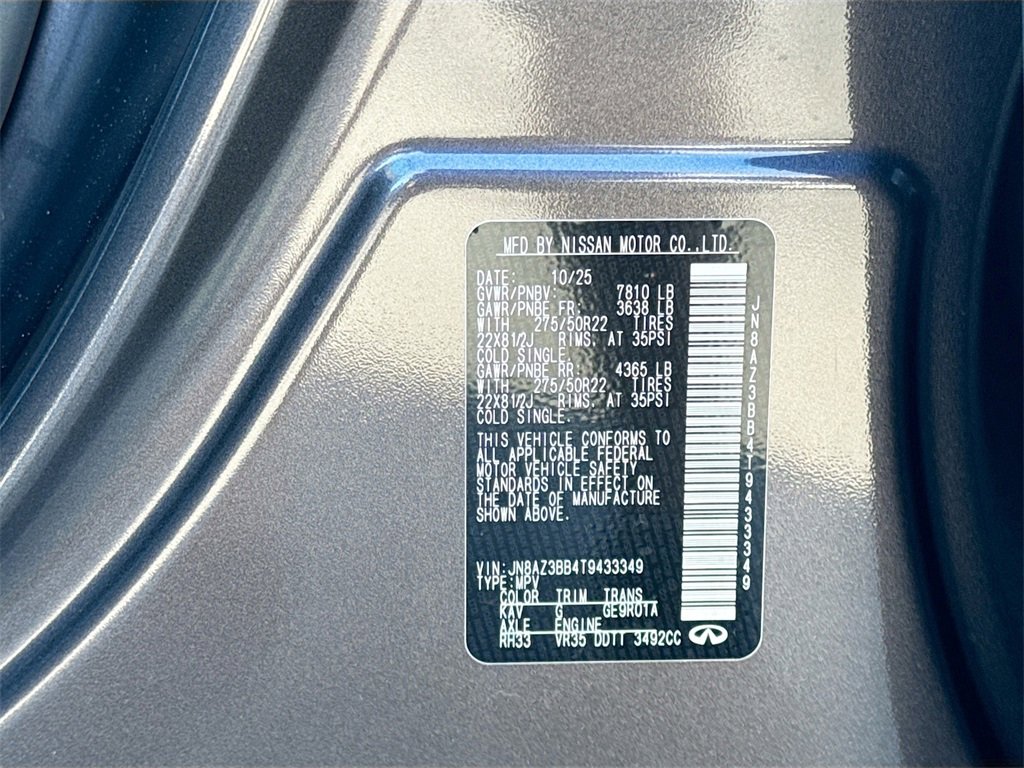 MFD BY NISSAN MOTOR CO.,LTD.
DATE: 10/25
GVWR/PNBV: 7810 LB
GAWR/PNBE FR: 3638 LB
WITH 275/50R22 TIRES
22X81/2J RIMS, AT 35PSI
COLD SINGLE.
GAWR/PNBE RR: 4365 LB
WITH 275/50R22 TIRES
22X81/2J RIMS, AT 35PSI
COLD SINGLE.
THIS VEHICLE CONFORMS TO
ALL APPLICABLE FEDERAL
MOTOR VEHICLE SAFETY
STANDARDS IN EFFECT ON
THE DATE OF MANUFACTURE
SHOWN ABOVE.
VIN:JN8AZ3BB4T9433349
TYPE:MPV
COLOR TRIM TRANS
KAV G GE9R01A
AXLE ENGINE
RH33 VR35 DDTT 3492CC
JN8AZ3BB4T9433349